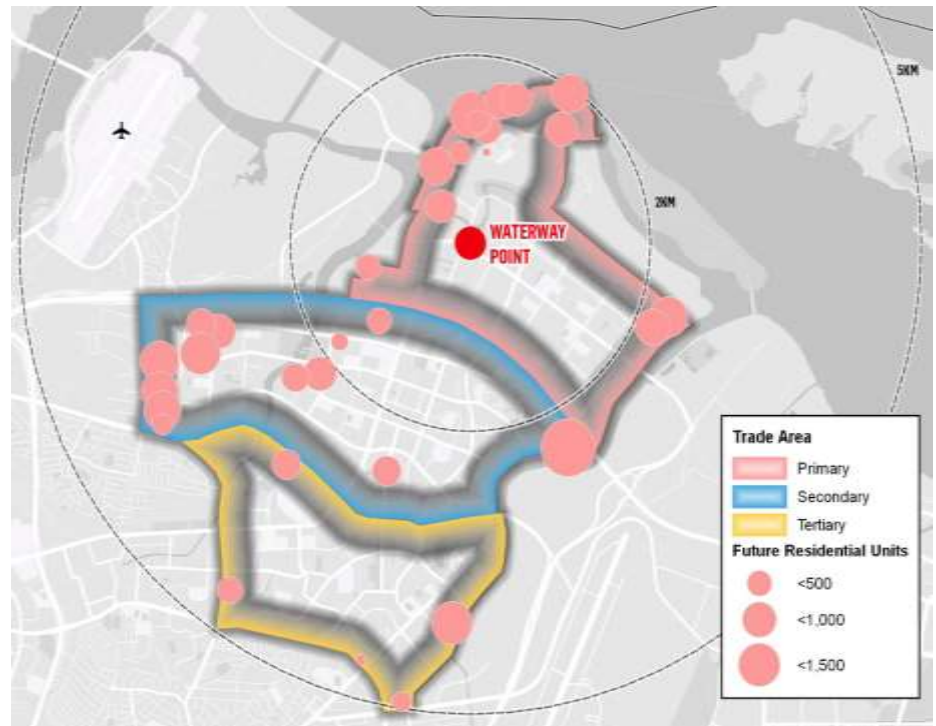 5KM
2KM
WATERWAY
POINT
Trade Area
Primary
Secondary
Tertiary
Future Residential Units
<500
<1,000
<1,500